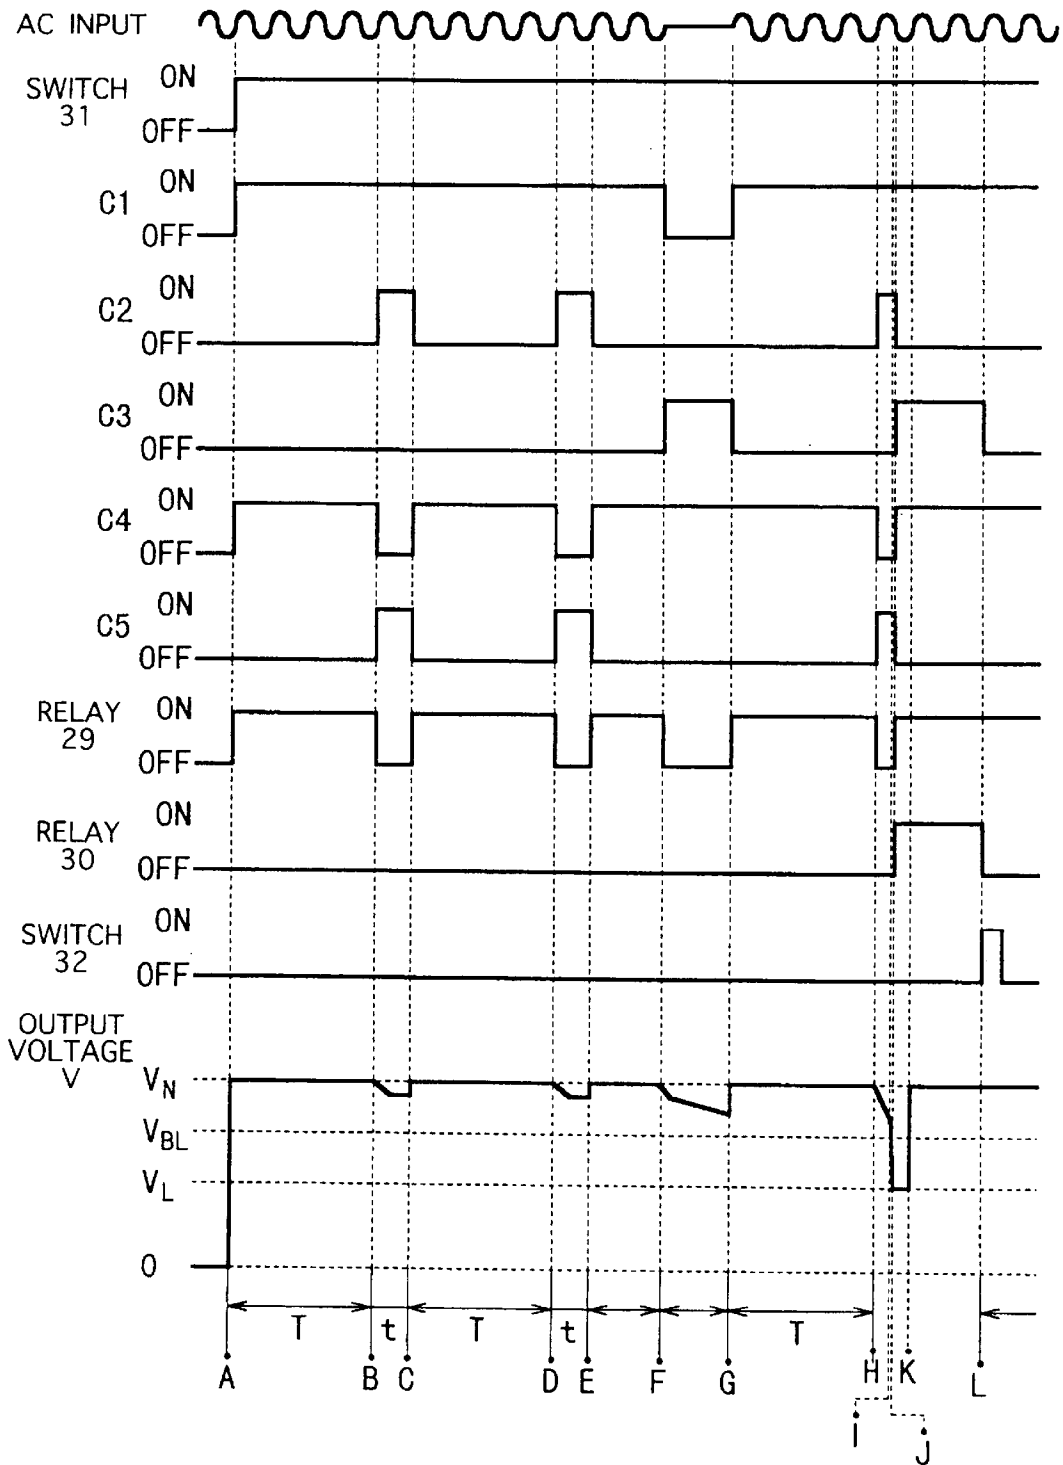 AC INPUT
SWITCH
31
ON
OFF
C1
ON
OFF
C2
ON
OFF
C3
ON
OFF
C4
ON
OFF
C5
ON
OFF
RELAY
29
ON
OFF
RELAY
30
ON
OFF
SWITCH
32
ON
OFF
OUTPUT
VOLTAGE
V
VN
VBL
VL
0
T t T t T
A B C D E F G H K L
I J